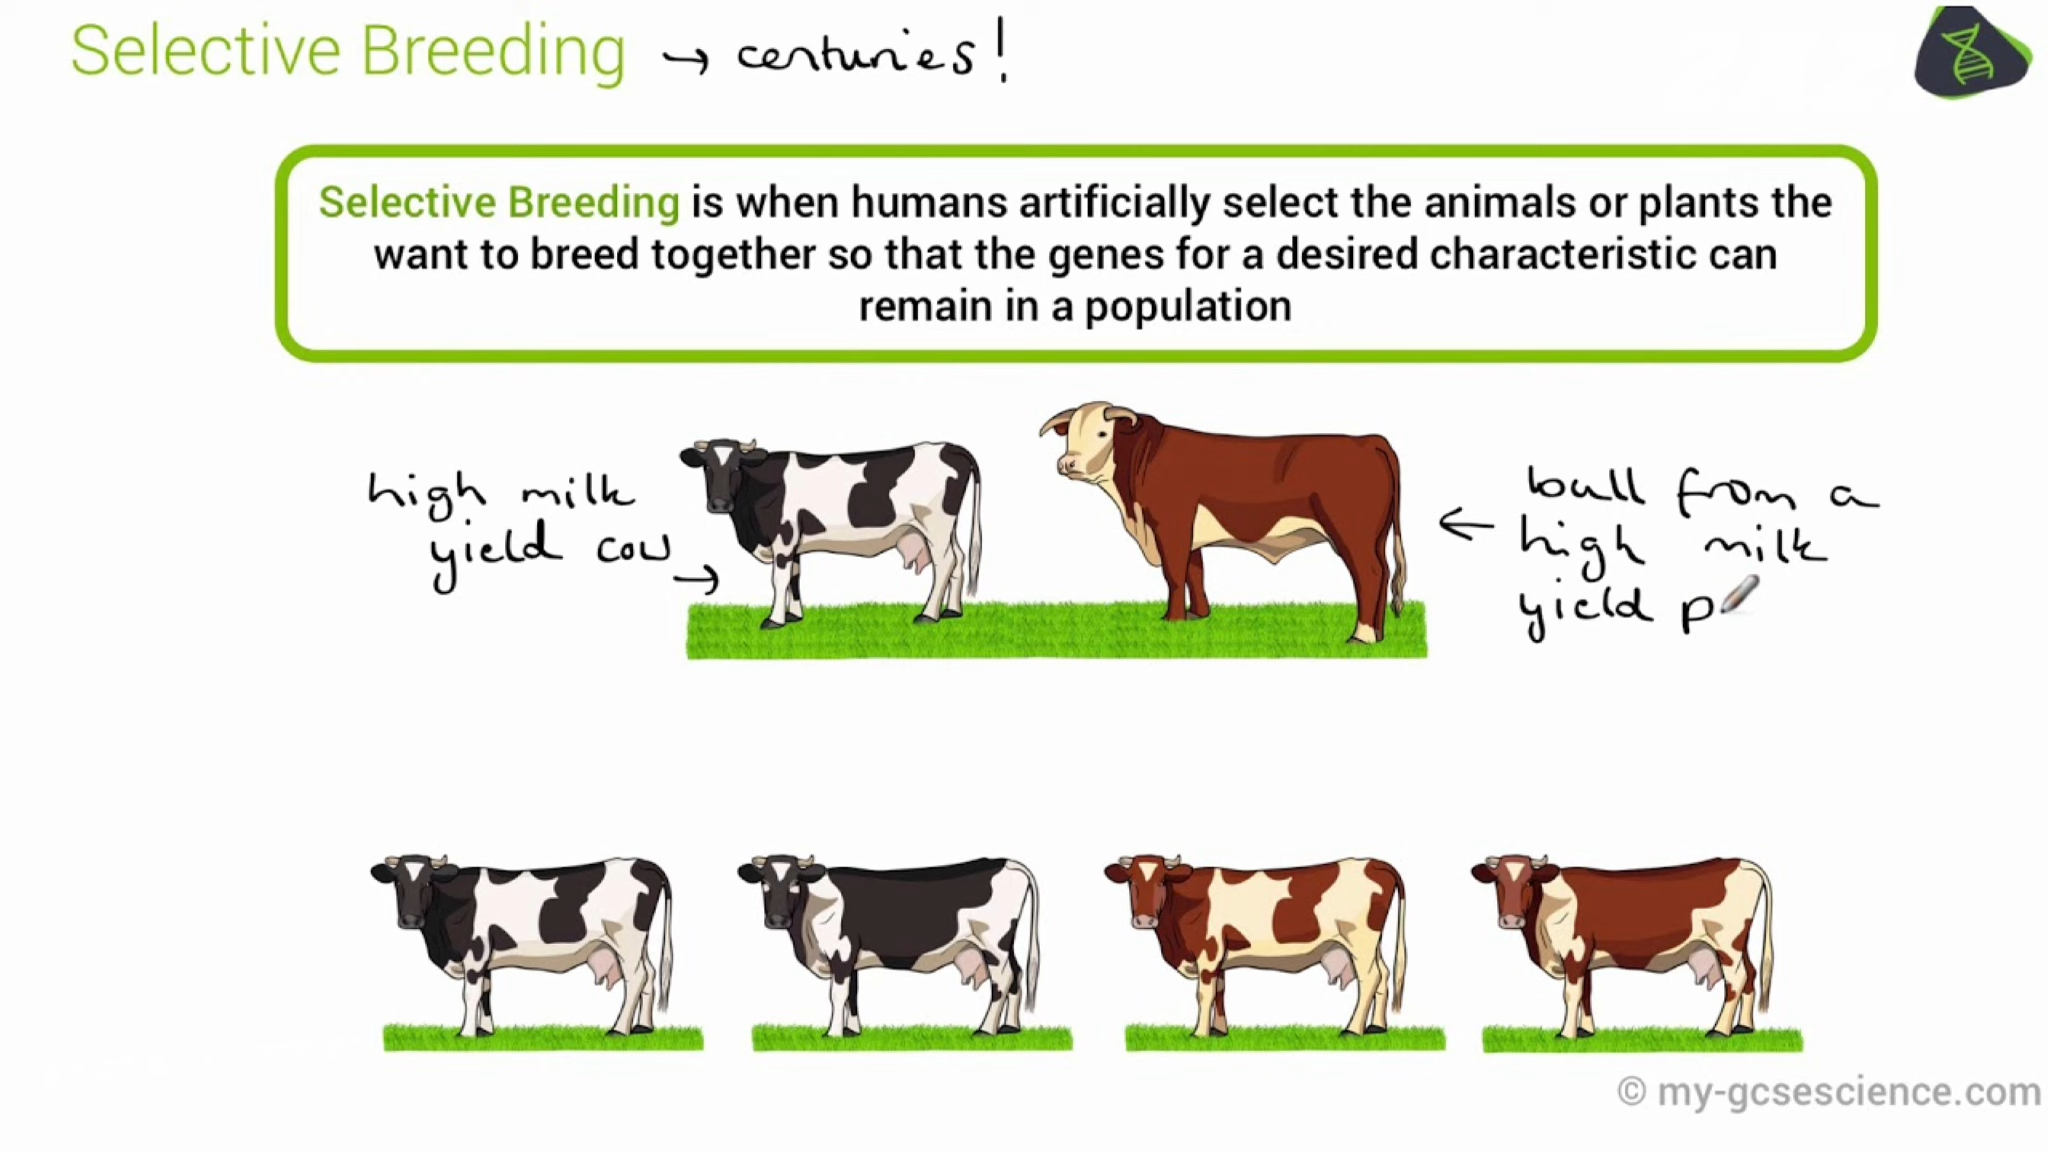 Selective Breeding → centuries!
Selective Breeding is when humans artificially select the animals or plants the
want to breed together so that the genes for a desired characteristic can
remain in a population
high milk
yield cow →
← bull from a
high milk
yield p
© my-gcsescience.com